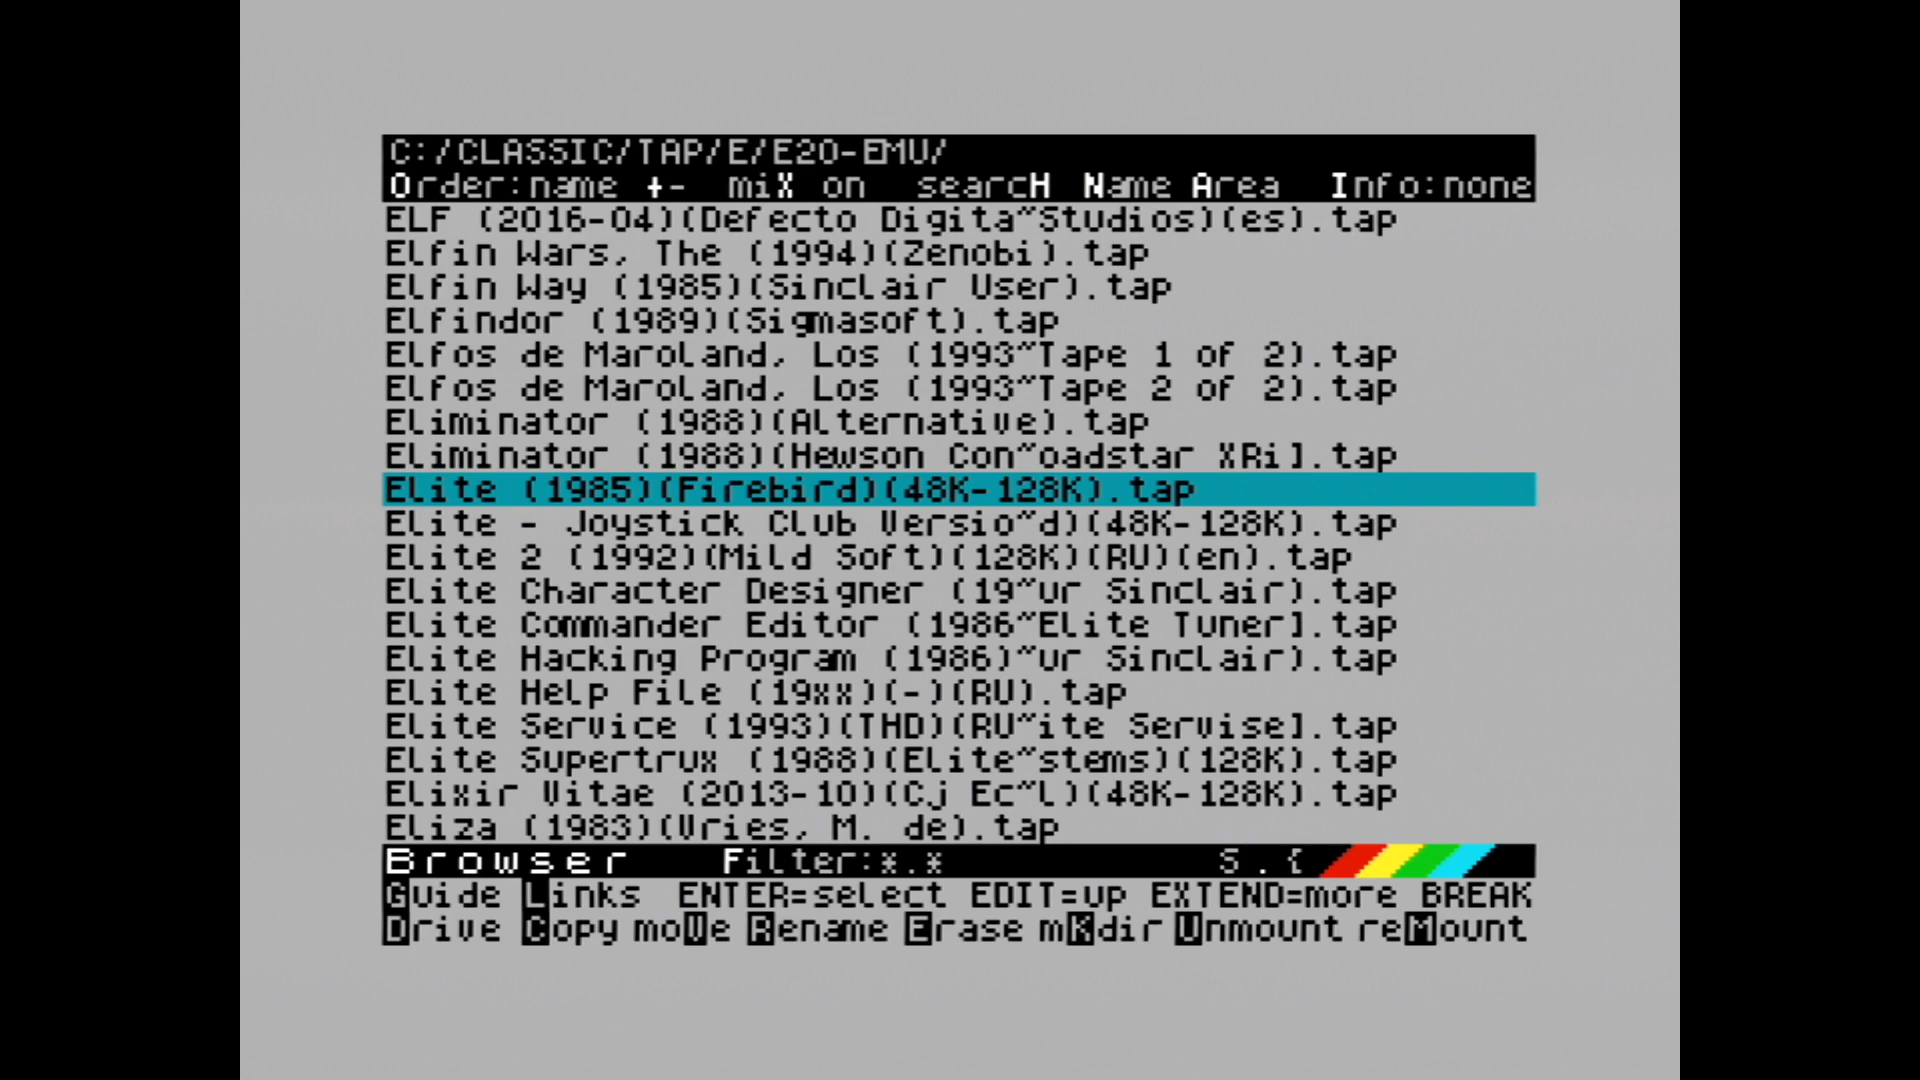 C:/CLASSIC/TAP/E/E20-EMU/
Order:name +- miX on searcH Name Area Info:none
ELF (2016-04)(Defecto Digita~Studios)(es).tap
Elfin Wars, The (1994)(Zenobi).tap
Elfin Way (1985)(Sinclair User).tap
Elfindor (1989)(Sigmasoft).tap
Elfos de Maroland, Los (1993~Tape 1 of 2).tap
Elfos de Maroland, Los (1993~Tape 2 of 2).tap
Eliminator (1988)(Alternative).tap
Eliminator (1988)(Hewson Con~oadstar XRi].tap
Elite (1985)(Firebird)(48K-128K).tap
Elite - Joystick Club Versio~d)(48K-128K).tap
Elite 2 (1992)(Mild Soft)(128K)(RU)(en).tap
Elite Character Designer (19~ur Sinclair).tap
Elite Commander Editor (1986~Elite Tuner].tap
Elite Hacking Program (1986)~ur Sinclair).tap
Elite Help File (19xx)(-)(RU).tap
Elite Service (1993)(THD)(RU~ite Servise].tap
Elite Supertrux (1988)(Elite~stems)(128K).tap
Elixir Vitae (2013-10)(Cj Ec~l)(48K-128K).tap
Eliza (1983)(Vries, M. de).tap
Browser Filter:*.* S.{
Guide Links ENTER=select EDIT=up EXTEND=more BREAK
Drive Copy moVe Rename Erase mKdir Unmount reMount